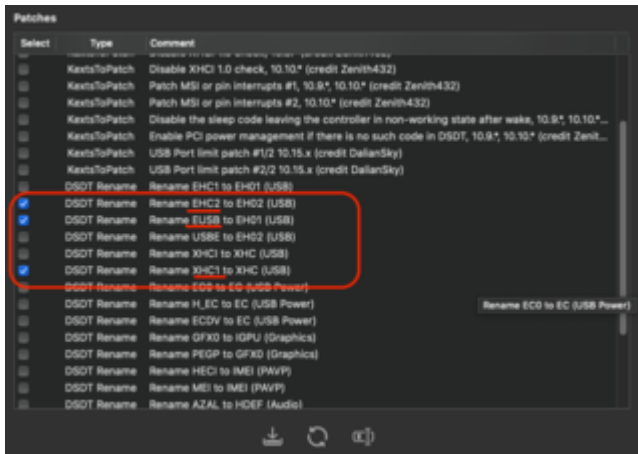 Patches
Select Type Comment
KextsToPatch Disable XHCI 1.0 check, 10.10.* (credit Zenith432)
KextsToPatch Patch MSI or pin interrupts #1, 10.9.*, 10.10.* (credit Zenith432)
KextsToPatch Patch MSI or pin interrupts #2, 10.10.* (credit Zenith432)
KextsToPatch Disable the sleep code leaving the controller in non-working state after wake, 10.9.*, 10.10.*...
KextsToPatch Enable PCI power management if there is no such code in DSDT, 10.9.*, 10.10.* (credit Zenit...
KextsToPatch USB Port limit patch #1/2 10.15.x (credit DalianSky)
KextsToPatch USB Port limit patch #2/2 10.15.x (credit DalianSky)
DSDT Rename Rename EHC1 to EH01 (USB)
DSDT Rename Rename EHC2 to EH02 (USB)
DSDT Rename Rename EUSB to EH01 (USB)
DSDT Rename Rename USBE to EH02 (USB)
DSDT Rename Rename XHCI to XHC (USB)
DSDT Rename Rename XHC1 to XHC (USB)
DSDT Rename Rename EC0 to EC (USB Power)
DSDT Rename Rename H_EC to EC (USB Power)
Rename EC0 to EC (USB Power)
DSDT Rename Rename ECDV to EC (USB Power)
DSDT Rename Rename GFX0 to IGPU (Graphics)
DSDT Rename Rename PEGP to GFX0 (Graphics)
DSDT Rename Rename HECI to IMEI (PAVP)
DSDT Rename Rename MEI to IMEI (PAVP)
DSDT Rename Rename AZAL to HDEF (Audio)